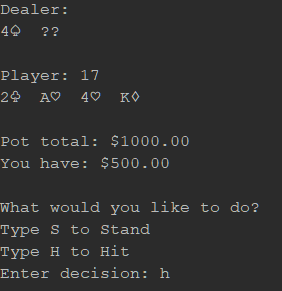 Dealer:
4♤ ??
Player: 17
2♤ A♡ 4♡ K♢
Pot total: $1000.00
You have: $500.00
What would you like to do?
Type S to Stand
Type H to Hit
Enter decision: h